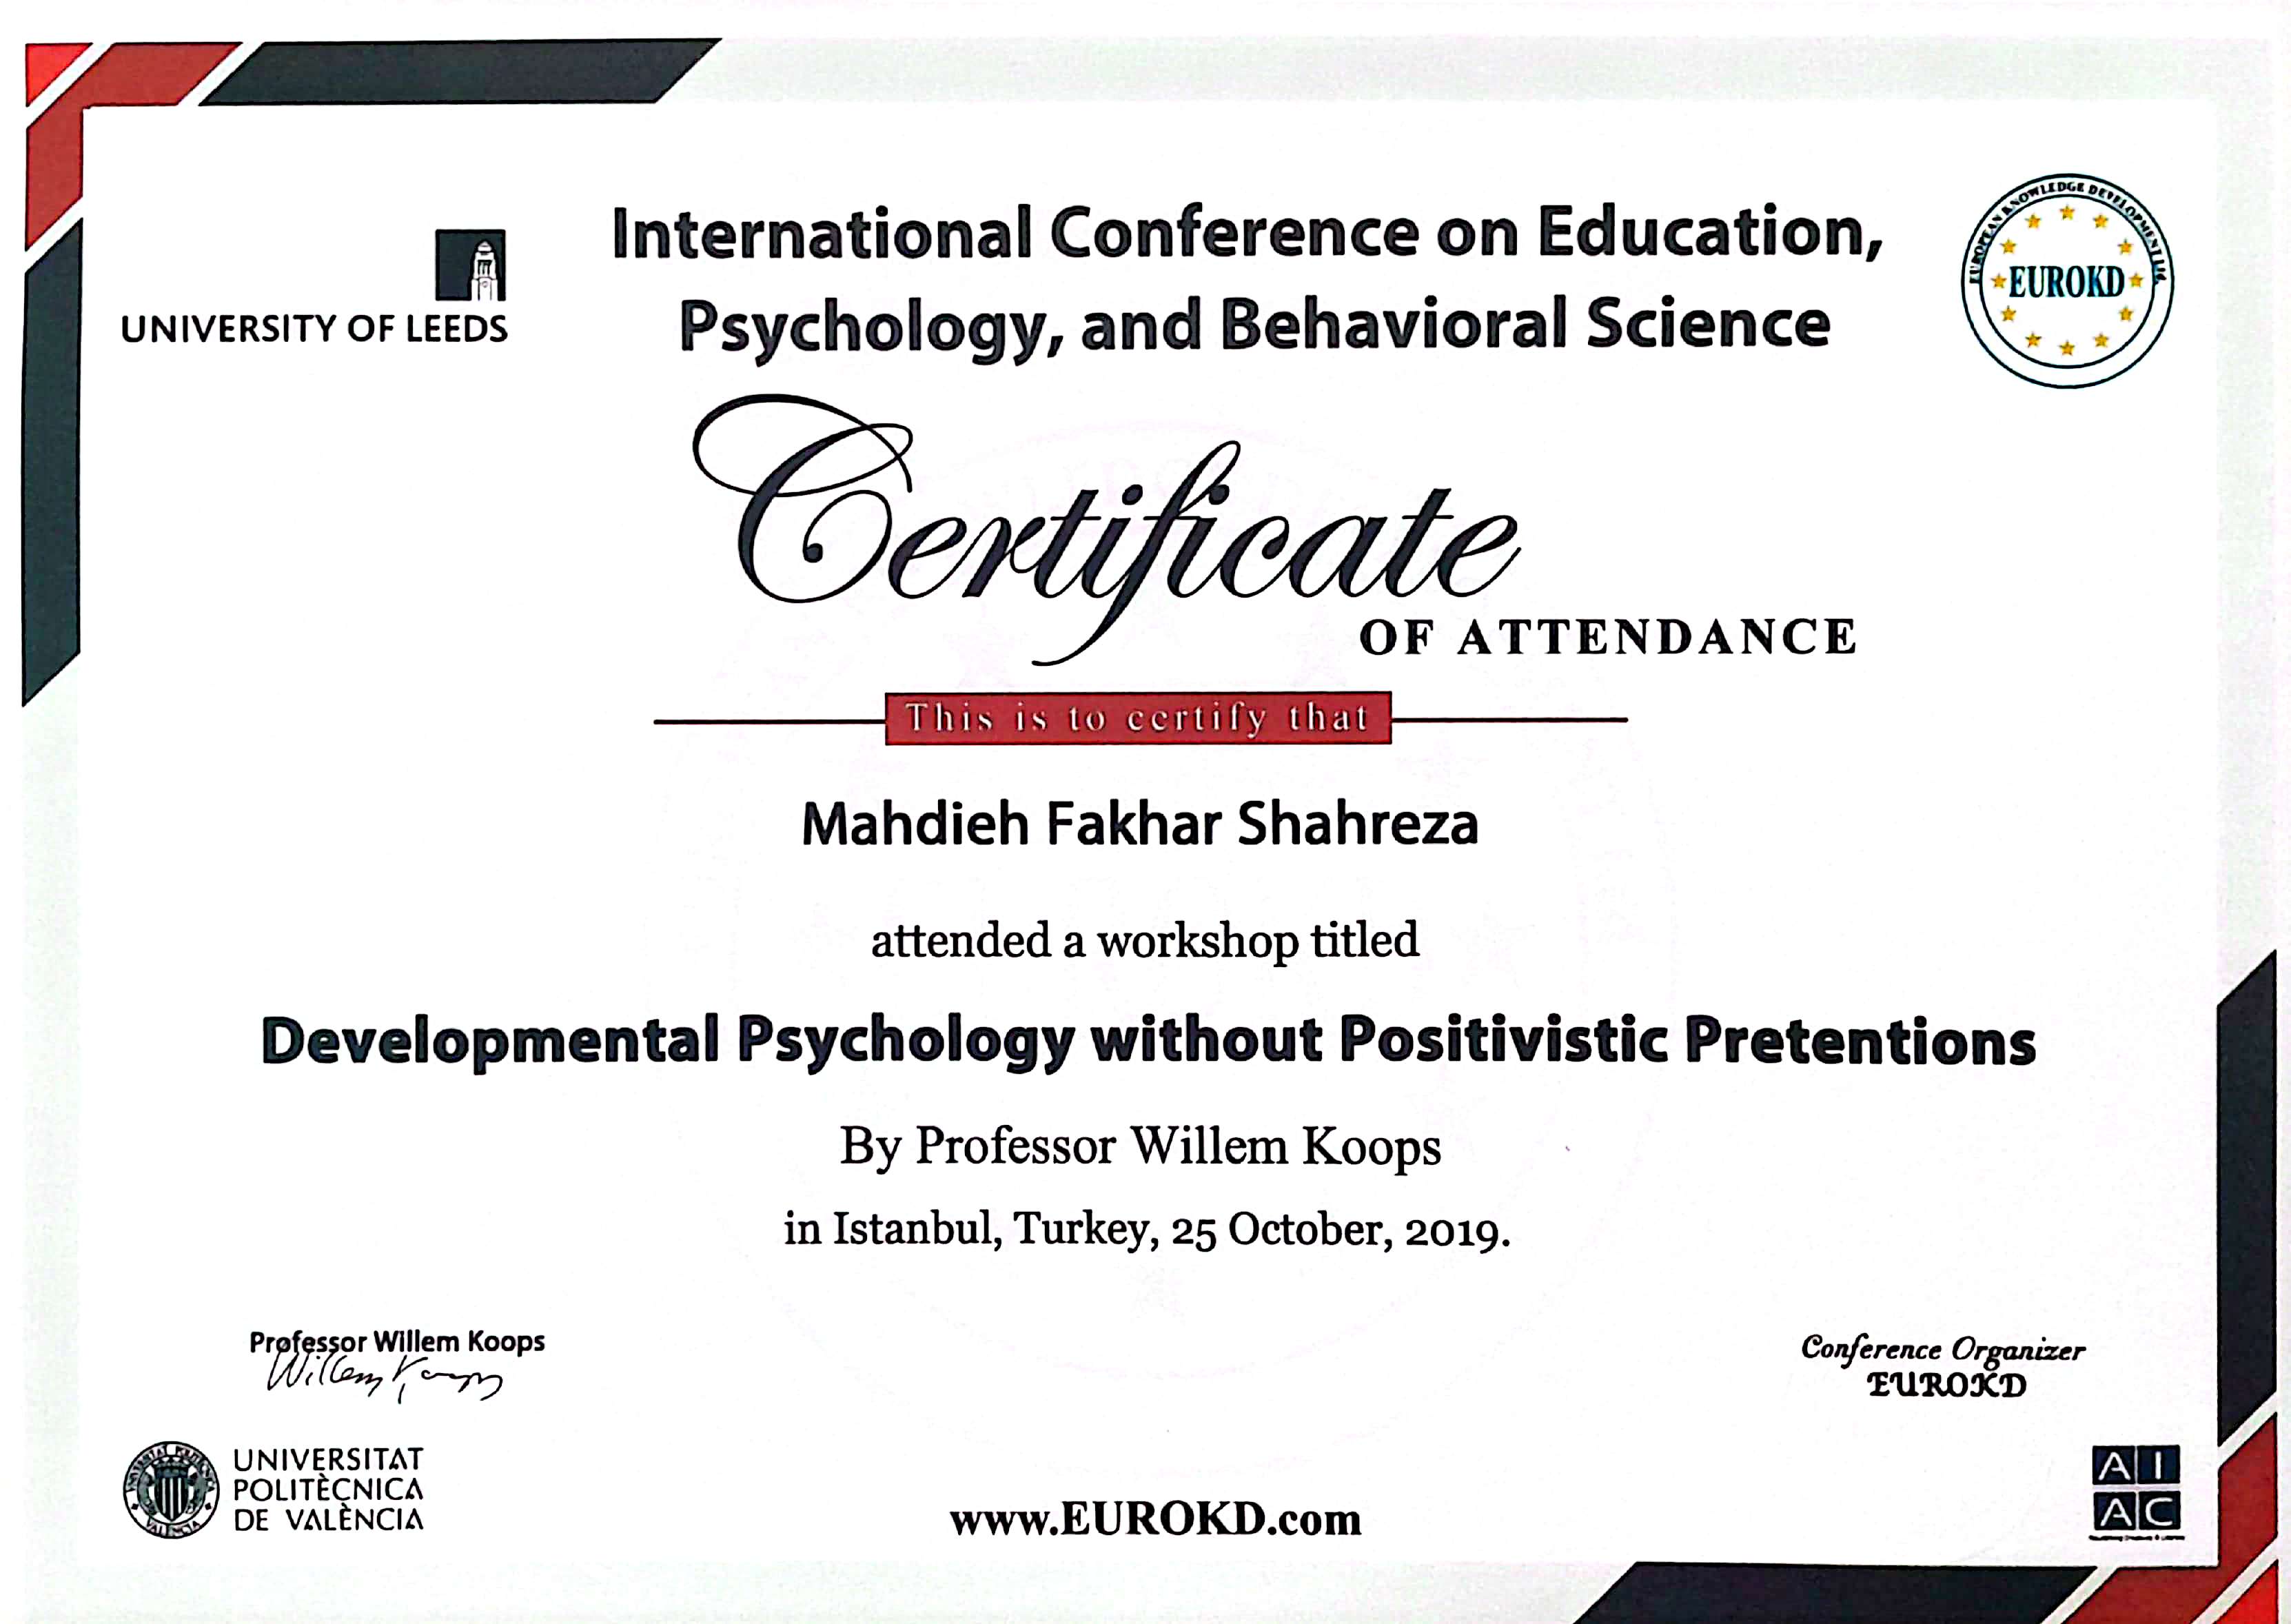 UNIVERSITY OF LEEDS
International Conference on Education,
Psychology, and Behavioral Science
EUROPEAN KNOWLEDGE DEVELOPMENT
EUROKD
Certificate
OF ATTENDANCE
This is to certify that
Mahdieh Fakhar Shahreza
attended a workshop titled
Developmental Psychology without Positivistic Pretentions
By Professor Willem Koops
in Istanbul, Turkey, 25 October, 2019.
Professor Willem Koops
Willem Koops
Conference Organizer
EUROKD
UNIVERSITAT
POLITÈCNICA
DE VALÈNCIA
www.EUROKD.com
AI
AC